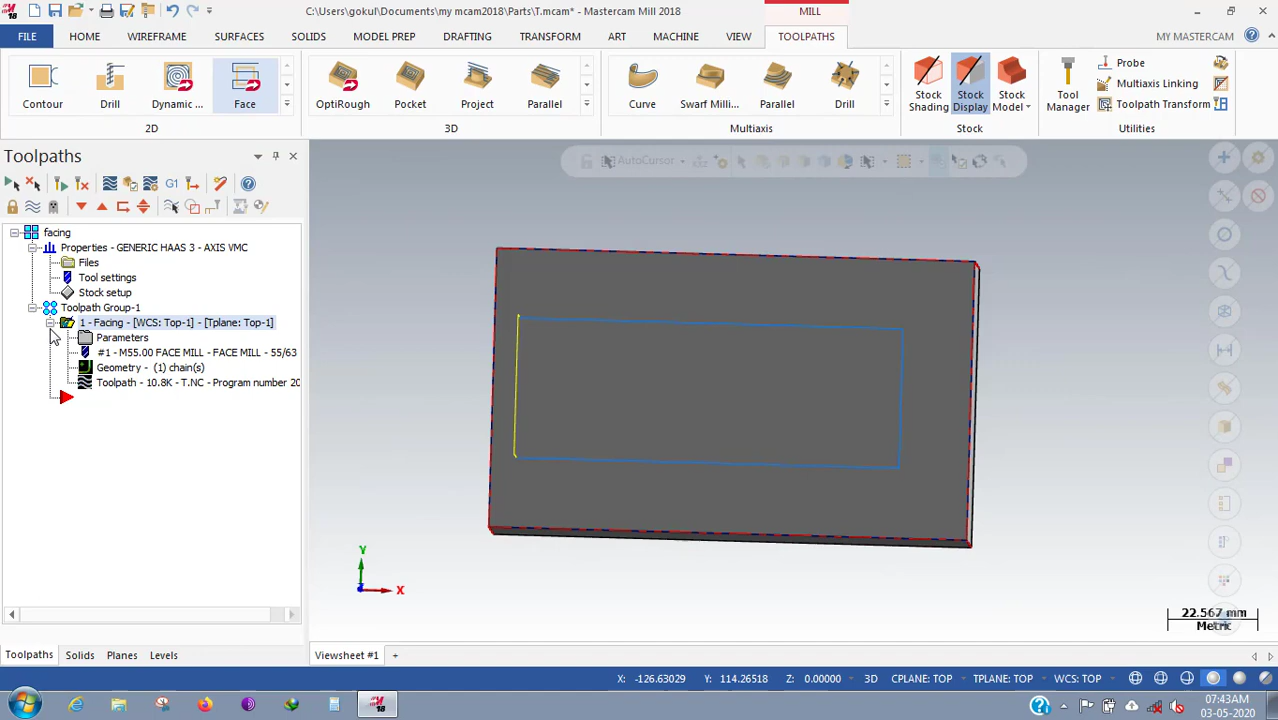 C:\Users\gokul\Documents\my mcam2018\Parts\T.mcam* - Mastercam Mill 2018
MILL
FILE HOME WIREFRAME SURFACES SOLIDS MODEL PREP DRAFTING TRANSFORM ART MACHINE VIEW TOOLPATHS MY MASTERCAM
Contour Drill Dynamic ... Face OptiRough Pocket Project Parallel Curve Swarf Milli... Parallel Drill Stock Shading Stock Display Stock Model Tool Manager
Probe
Multiaxis Linking
Toolpath Transform
2D 3D Multiaxis Stock Utilities
Toolpaths
AutoCursor
G1
facing
Properties - GENERIC HAAS 3 - AXIS VMC
Files
Tool settings
Stock setup
Toolpath Group-1
1 - Facing - [WCS: Top-1] - [Tplane: Top-1]
Parameters
#1 - M55.00 FACE MILL - FACE MILL - 55/63
Geometry - (1) chain(s)
Toolpath - 10.8K - T.NC - Program number 20
Y
X
22.567 mm
Metric
Toolpaths Solids Planes Levels Viewsheet #1 +
X: -126.63029 Y: 114.26518 Z: 0.00000 3D CPLANE: TOP TPLANE: TOP WCS: TOP
07:43AM
03-05-2020